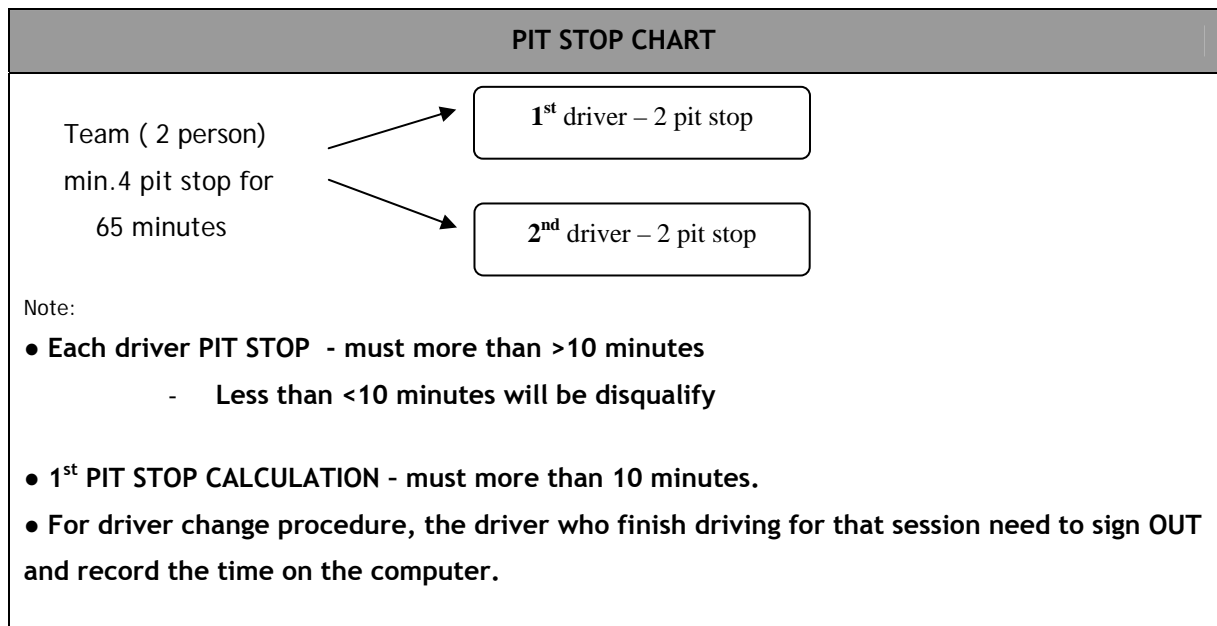 PIT STOP CHART
Team ( 2 person)
min.4 pit stop for
65 minutes
1st driver – 2 pit stop
2nd driver – 2 pit stop
Note:
● Each driver PIT STOP - must more than >10 minutes
- Less than <10 minutes will be disqualify
● 1st PIT STOP CALCULATION – must more than 10 minutes.
● For driver change procedure, the driver who finish driving for that session need to sign OUT
and record the time on the computer.